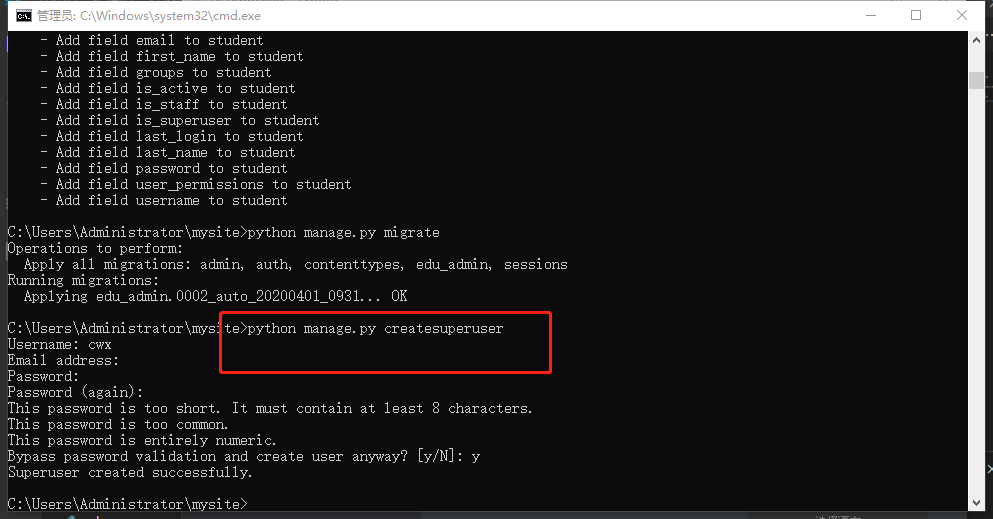 管理员: C:\Windows\system32\cmd.exe
- Add field email to student
- Add field first_name to student
- Add field groups to student
- Add field is_active to student
- Add field is_staff to student
- Add field is_superuser to student
- Add field last_login to student
- Add field last_name to student
- Add field password to student
- Add field user_permissions to student
- Add field username to student
C:\Users\Administrator\mysite>python manage.py migrate
Operations to perform:
Apply all migrations: admin, auth, contenttypes, edu_admin, sessions
Running migrations:
Applying edu_admin.0002_auto_20200401_0931... OK
C:\Users\Administrator\mysite>python manage.py createsuperuser
Username: cwx
Email address:
Password:
Password (again):
This password is too short. It must contain at least 8 characters.
This password is too common.
This password is entirely numeric.
Bypass password validation and create user anyway? [y/N]: y
Superuser created successfully.
C:\Users\Administrator\mysite>